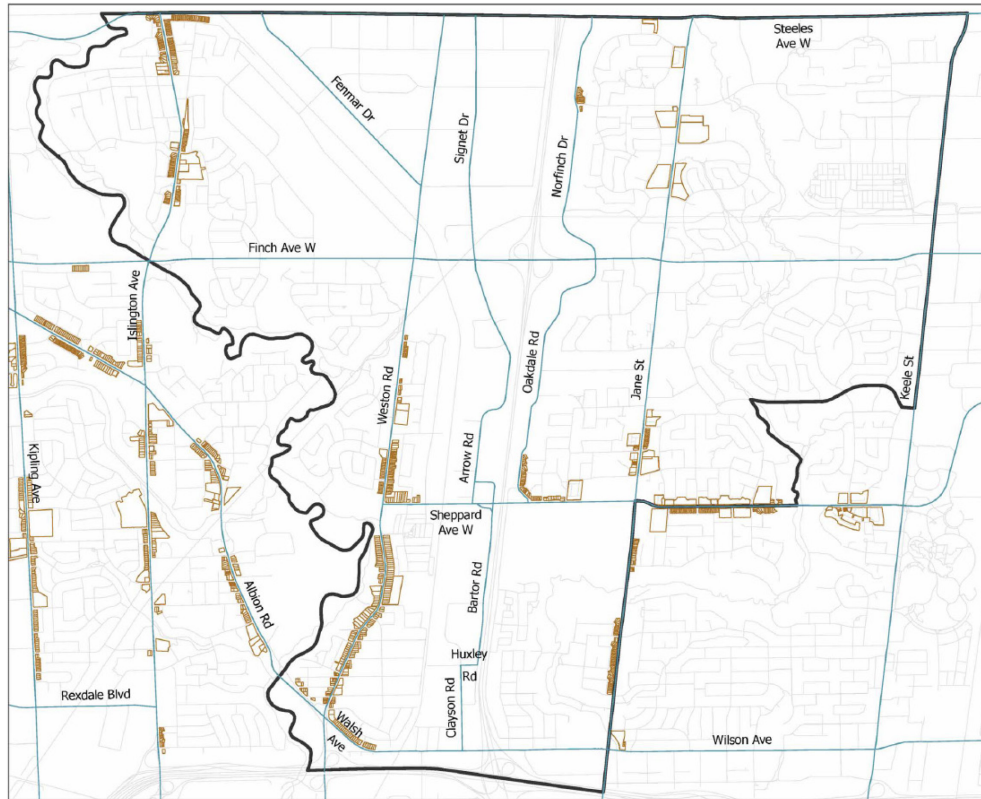 Steeles
Ave W
Fenmar Dr
Signet Dr
Norfinch Dr
Finch Ave W
Islington Ave
Weston Rd
Oakdale Rd
Jane St
Keele St
Kipling Ave
Arrow Rd
Sheppard
Ave W
Albion Rd
Bartor Rd
Huxley
Rd
Clayson Rd
Rexdale Blvd
Walsh
Ave
Wilson Ave